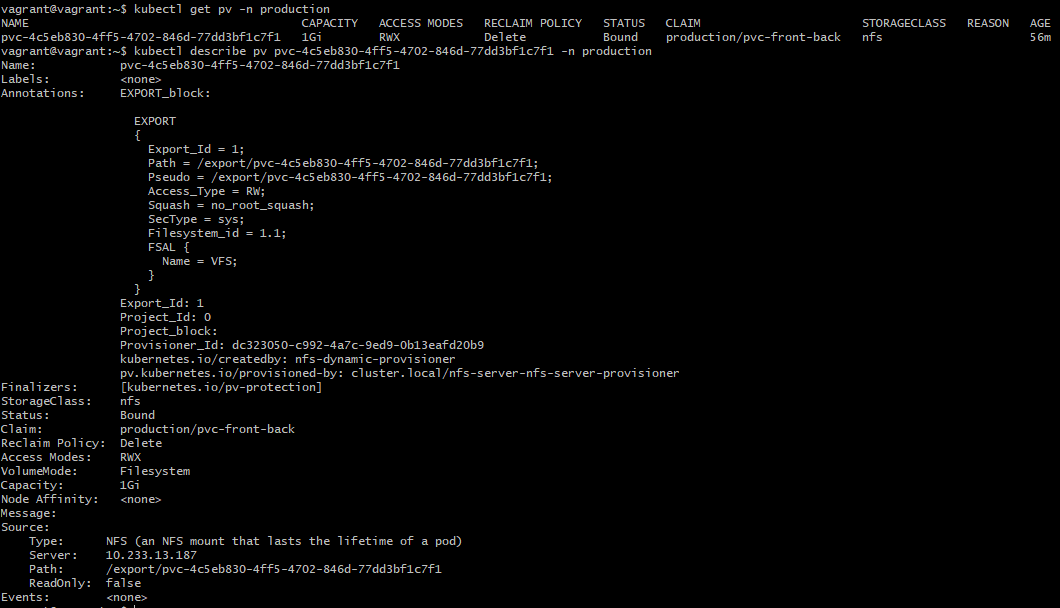 vagrant@vagrant:~$ kubectl get pv -n production
NAME CAPACITY ACCESS MODES RECLAIM POLICY STATUS CLAIM STORAGECLASS REASON AGE
pvc-4c5eb830-4ff5-4702-846d-77dd3bf1c7f1 1Gi RWX Delete Bound production/pvc-front-back nfs 56m
vagrant@vagrant:~$ kubectl describe pv pvc-4c5eb830-4ff5-4702-846d-77dd3bf1c7f1 -n production
Name: pvc-4c5eb830-4ff5-4702-846d-77dd3bf1c7f1
Labels: <none>
Annotations: EXPORT_block:
EXPORT
{
Export_Id = 1;
Path = /export/pvc-4c5eb830-4ff5-4702-846d-77dd3bf1c7f1;
Pseudo = /export/pvc-4c5eb830-4ff5-4702-846d-77dd3bf1c7f1;
Access_Type = RW;
Squash = no_root_squash;
SecType = sys;
Filesystem_id = 1.1;
FSAL {
Name = VFS;
}
}
Export_Id: 1
Project_Id: 0
Project_block:
Provisioner_Id: dc323050-c992-4a7c-9ed9-0b13eafd20b9
kubernetes.io/createdby: nfs-dynamic-provisioner
pv.kubernetes.io/provisioned-by: cluster.local/nfs-server-nfs-server-provisioner
Finalizers: [kubernetes.io/pv-protection]
StorageClass: nfs
Status: Bound
Claim: production/pvc-front-back
Reclaim Policy: Delete
Access Modes: RWX
VolumeMode: Filesystem
Capacity: 1Gi
Node Affinity: <none>
Message:
Source:
Type: NFS (an NFS mount that lasts the lifetime of a pod)
Server: 10.233.13.187
Path: /export/pvc-4c5eb830-4ff5-4702-846d-77dd3bf1c7f1
ReadOnly: false
Events: <none>